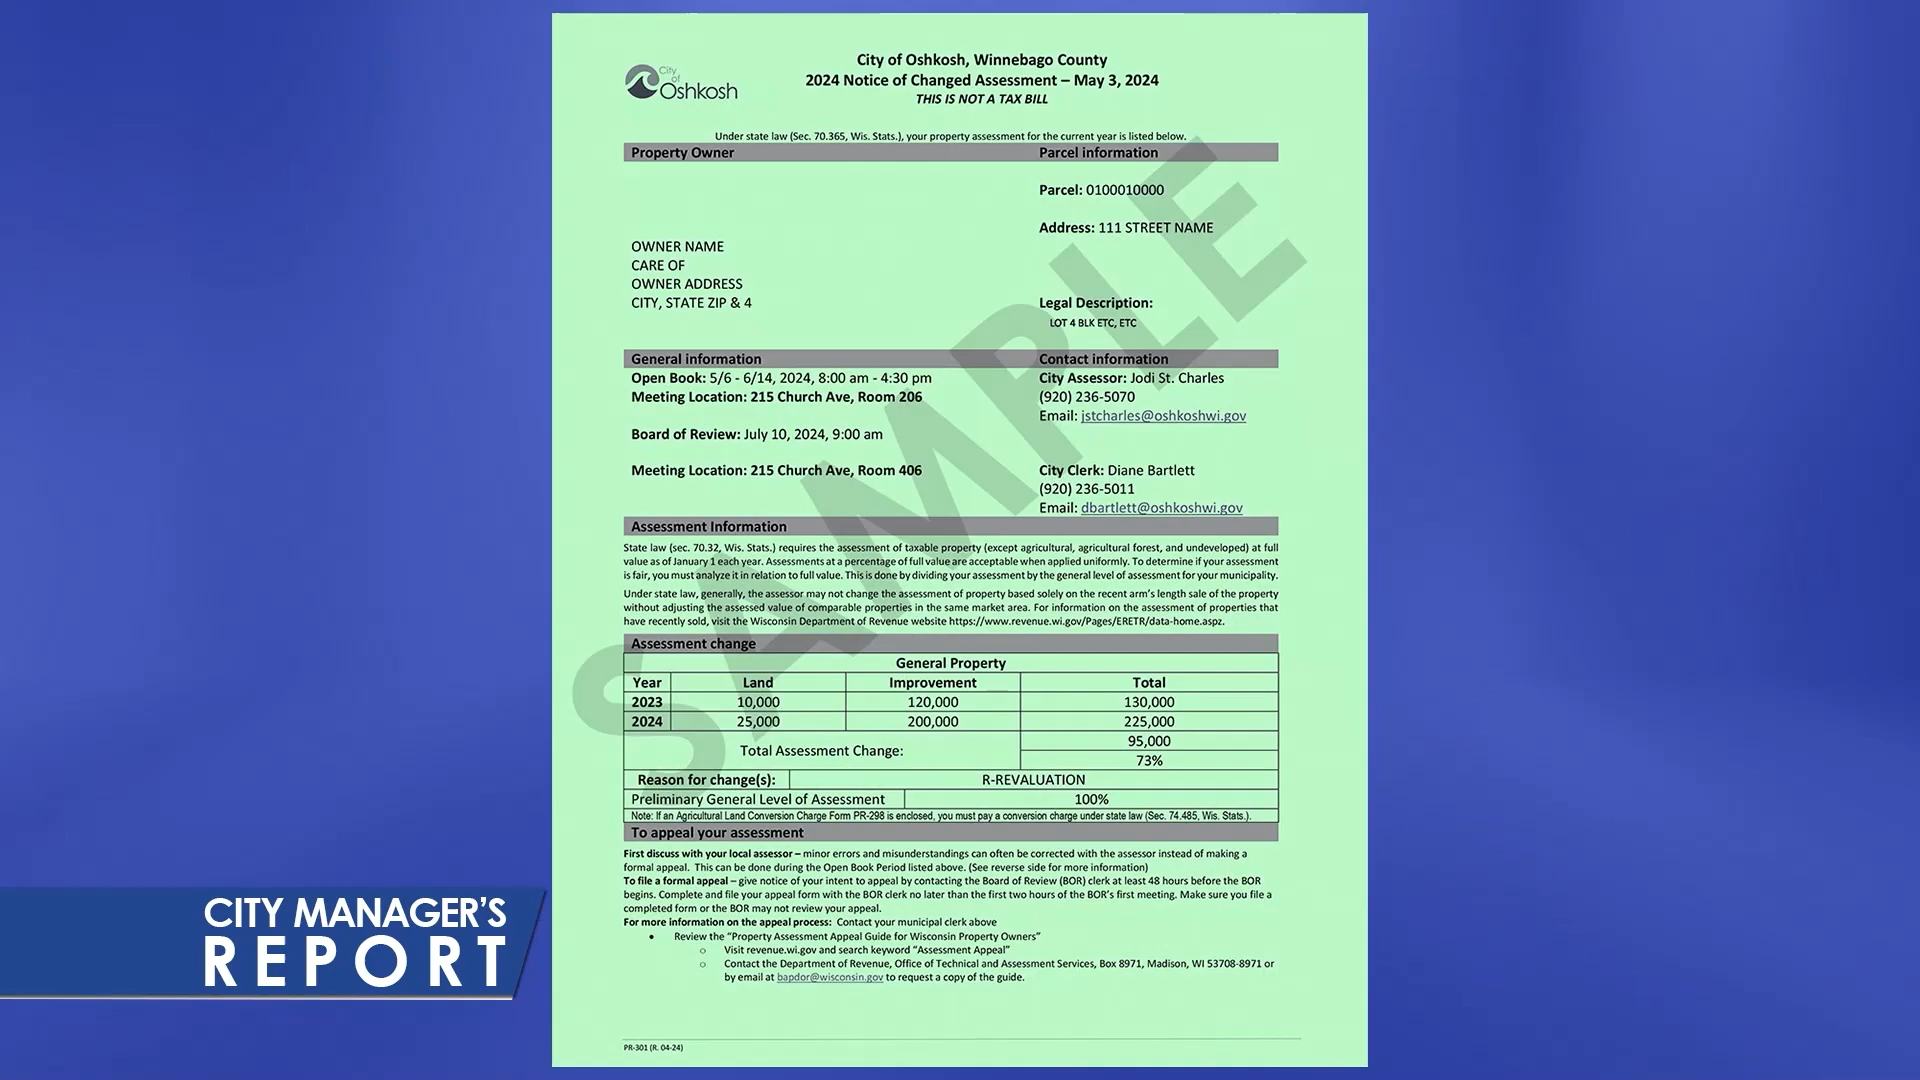 City of Oshkosh, Winnebago County
2024 Notice of Changed Assessment – May 3, 2024
THIS IS NOT A TAX BILL
City of Oshkosh
Under state law (Sec. 70.365, Wis. Stats.), your property assessment for the current year is listed below.
Property Owner Parcel information
Parcel: 0100010000
Address: 111 STREET NAME
OWNER NAME
CARE OF
OWNER ADDRESS
CITY, STATE ZIP & 4
Legal Description:
LOT 4 BLK ETC, ETC
General information Contact information
Open Book: 5/6 - 6/14, 2024, 8:00 am - 4:30 pm City Assessor: Jodi St. Charles
Meeting Location: 215 Church Ave, Room 206 (920) 236-5070
Email: jstcharles@oshkoshwi.gov
Board of Review: July 10, 2024, 9:00 am
Meeting Location: 215 Church Ave, Room 406 City Clerk: Diane Bartlett
(920) 236-5011
Email: dbartlett@oshkoshwi.gov
Assessment Information
State law (sec. 70.32, Wis. Stats.) requires the assessment of taxable property (except agricultural, agricultural forest, and undeveloped) at full
value as of January 1 each year. Assessments at a percentage of full value are acceptable when applied uniformly. To determine if your assessment
is fair, you must analyze it in relation to full value. This is done by dividing your assessment by the general level of assessment for your municipality.
Under state law, generally, the assessor may not change the assessment of property based solely on the recent arm's length sale of the property
without adjusting the assessed value of comparable properties in the same market area. For information on the assessment of properties that
have recently sold, visit the Wisconsin Department of Revenue website https://www.revenue.wi.gov/Pages/ERETR/data-home.aspz.
Assessment change
General Property
Year Land Improvement Total
2023 10,000 120,000 130,000
2024 25,000 200,000 225,000
Total Assessment Change: 95,000
73%
Reason for change(s): R-REVALUATION
Preliminary General Level of Assessment 100%
Note: If an Agricultural Land Conversion Charge Form PR-298 is enclosed, you must pay a conversion charge under state law (Sec. 74.485, Wis. Stats.).
To appeal your assessment
First discuss with your local assessor – minor errors and misunderstandings can often be corrected with the assessor instead of making a
formal appeal. This can be done during the Open Book Period listed above. (See reverse side for more information)
To file a formal appeal – give notice of your intent to appeal by contacting the Board of Review (BOR) clerk at least 48 hours before the BOR
begins. Complete and file your appeal form with the BOR clerk no later than the first two hours of the BOR's first meeting. Make sure you file a
completed form or the BOR may not review your appeal.
For more information on the appeal process: Contact your municipal clerk above
• Review the "Property Assessment Appeal Guide for Wisconsin Property Owners"
o Visit revenue.wi.gov and search keyword "Assessment Appeal"
o Contact the Department of Revenue, Office of Technical and Assessment Services, Box 8971, Madison, WI 53708-8971 or
by email at bapdor@wisconsin.gov to request a copy of the guide.
PR-301 (R. 04-24)
SAMPLE
CITY MANAGER'S
REPORT